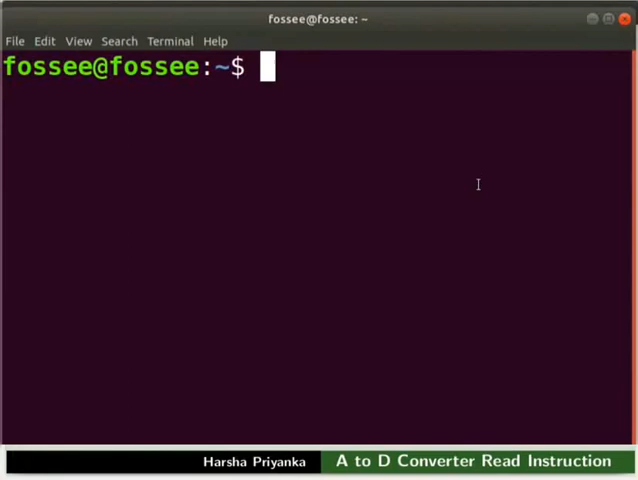 fossee@fossee: ~
File Edit View Search Terminal Help
fossee@fossee:~$
Harsha Priyanka A to D Converter Read Instruction